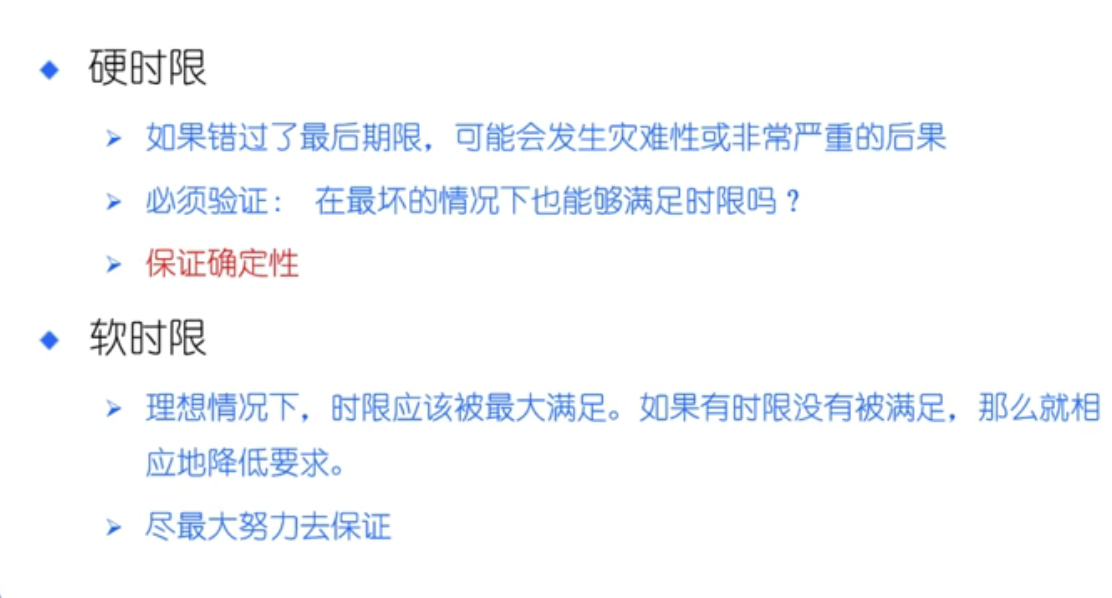 硬时限
如果错过了最后期限，可能会发生灾难性或非常严重的后果
必须验证： 在最坏的情况下也能够满足时限吗？
保证确定性
软时限
理想情况下，时限应该被最大满足。如果有时限没有被满足，那么就相
应地降低要求。
尽最大努力去保证